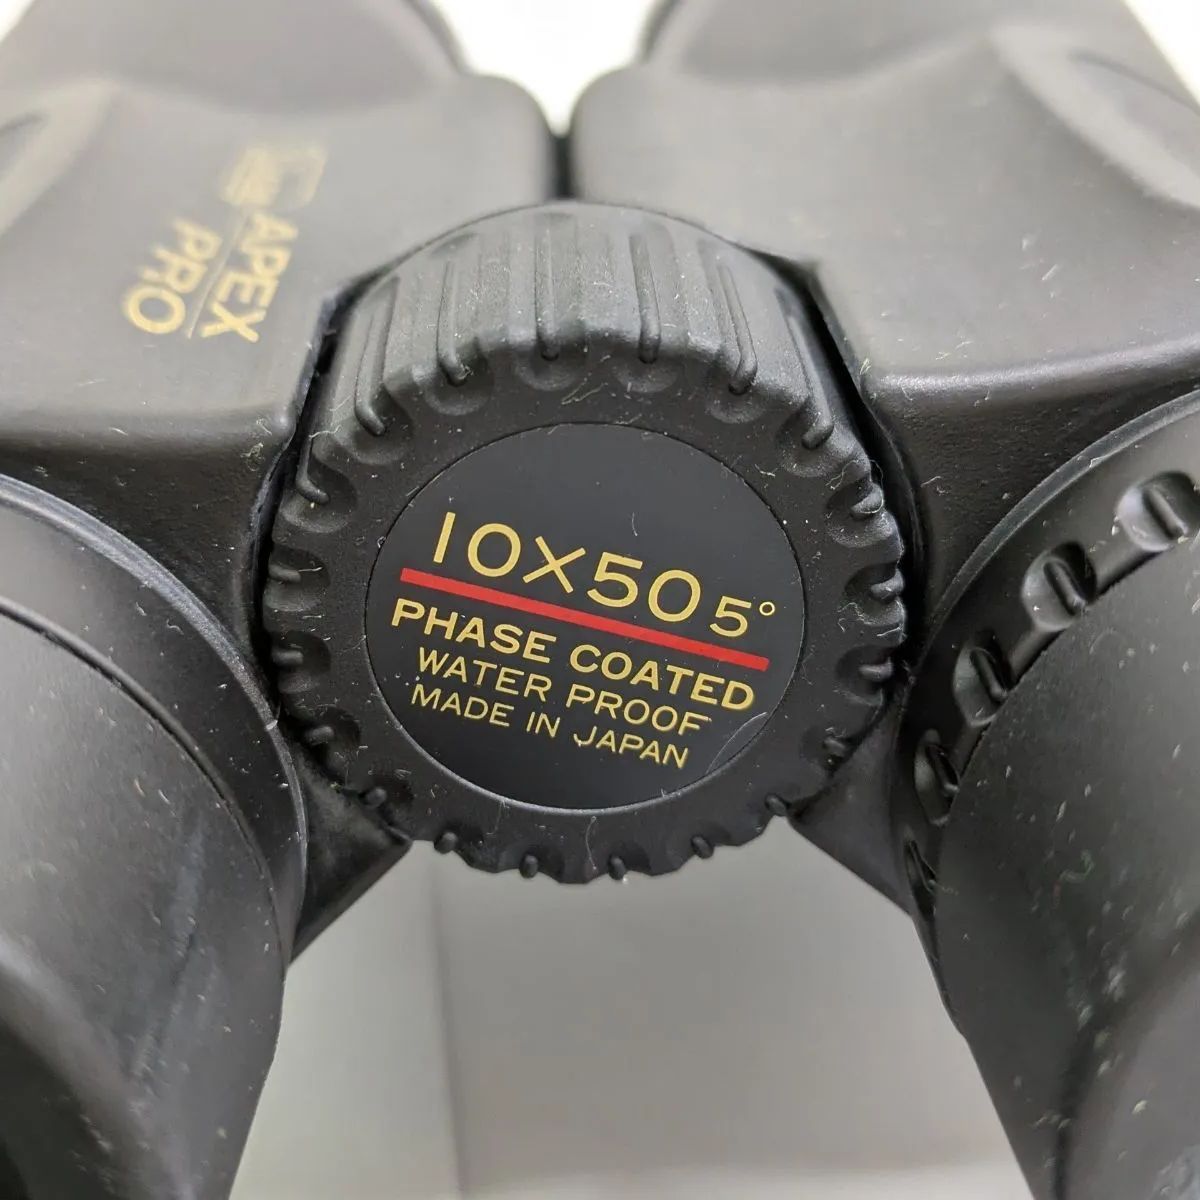 APEX
PRO
10X50 5°
PHASE COATED
WATER PROOF
MADE IN JAPAN